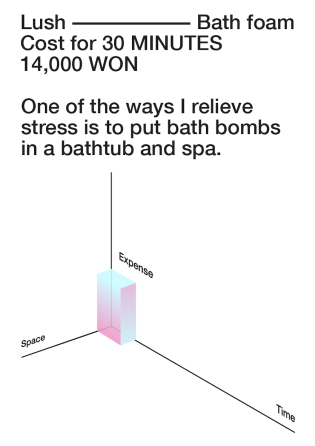 Lush ———— Bath foam
Cost for 30 MINUTES
14,000 WON
One of the ways I relieve
stress is to put bath bombs
in a bathtub and spa.
Expense
Space
Time